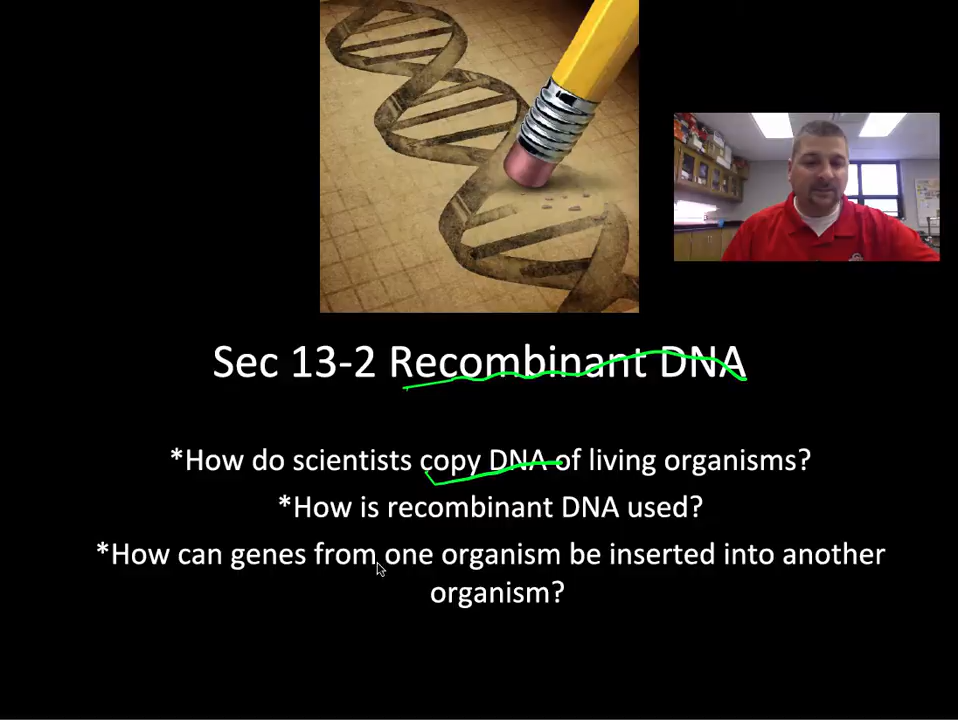 Sec 13-2 Recombinant DNA
*How do scientists copy DNA of living organisms?
*How is recombinant DNA used?
*How can genes from one organism be inserted into another
organism?